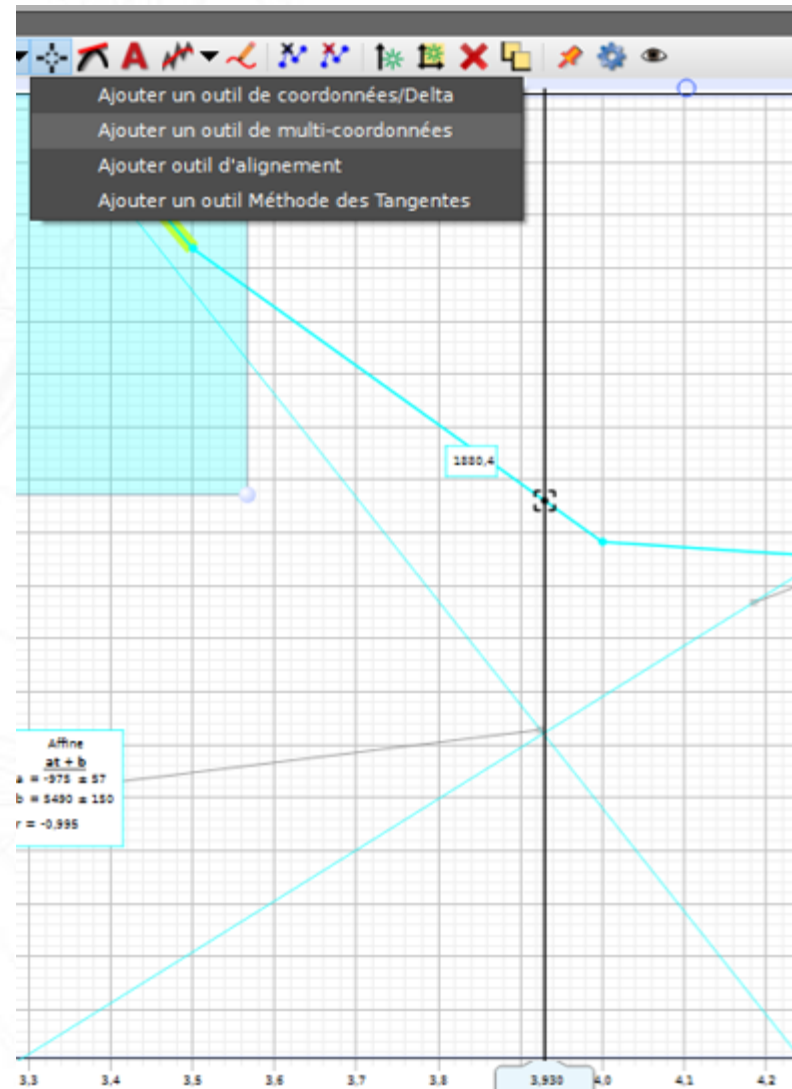 Ajouter un outil de coordonnées/Delta
Ajouter un outil de multi-coordonnées
Ajouter outil d'alignement
Ajouter un outil Méthode des Tangentes
1880,4
Affine
at + b
a = -975 ± 57
b = 5490 ± 150
r = -0,995
3,3 3,4 3,5 3,6 3,7 3,8 3,930 4,0 4,1 4,2